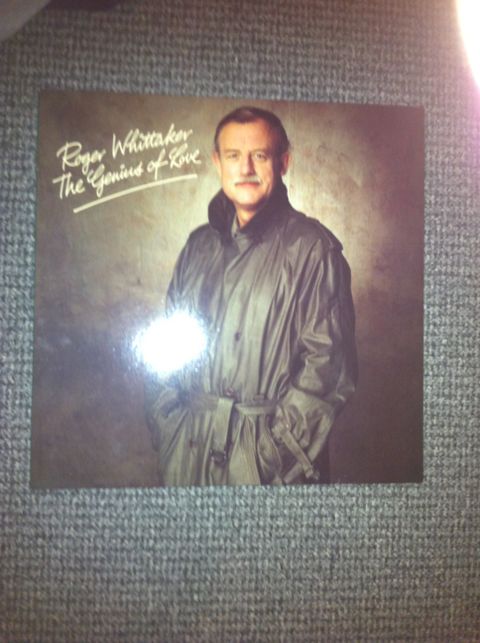 Roger Whittaker
The Genius of Love